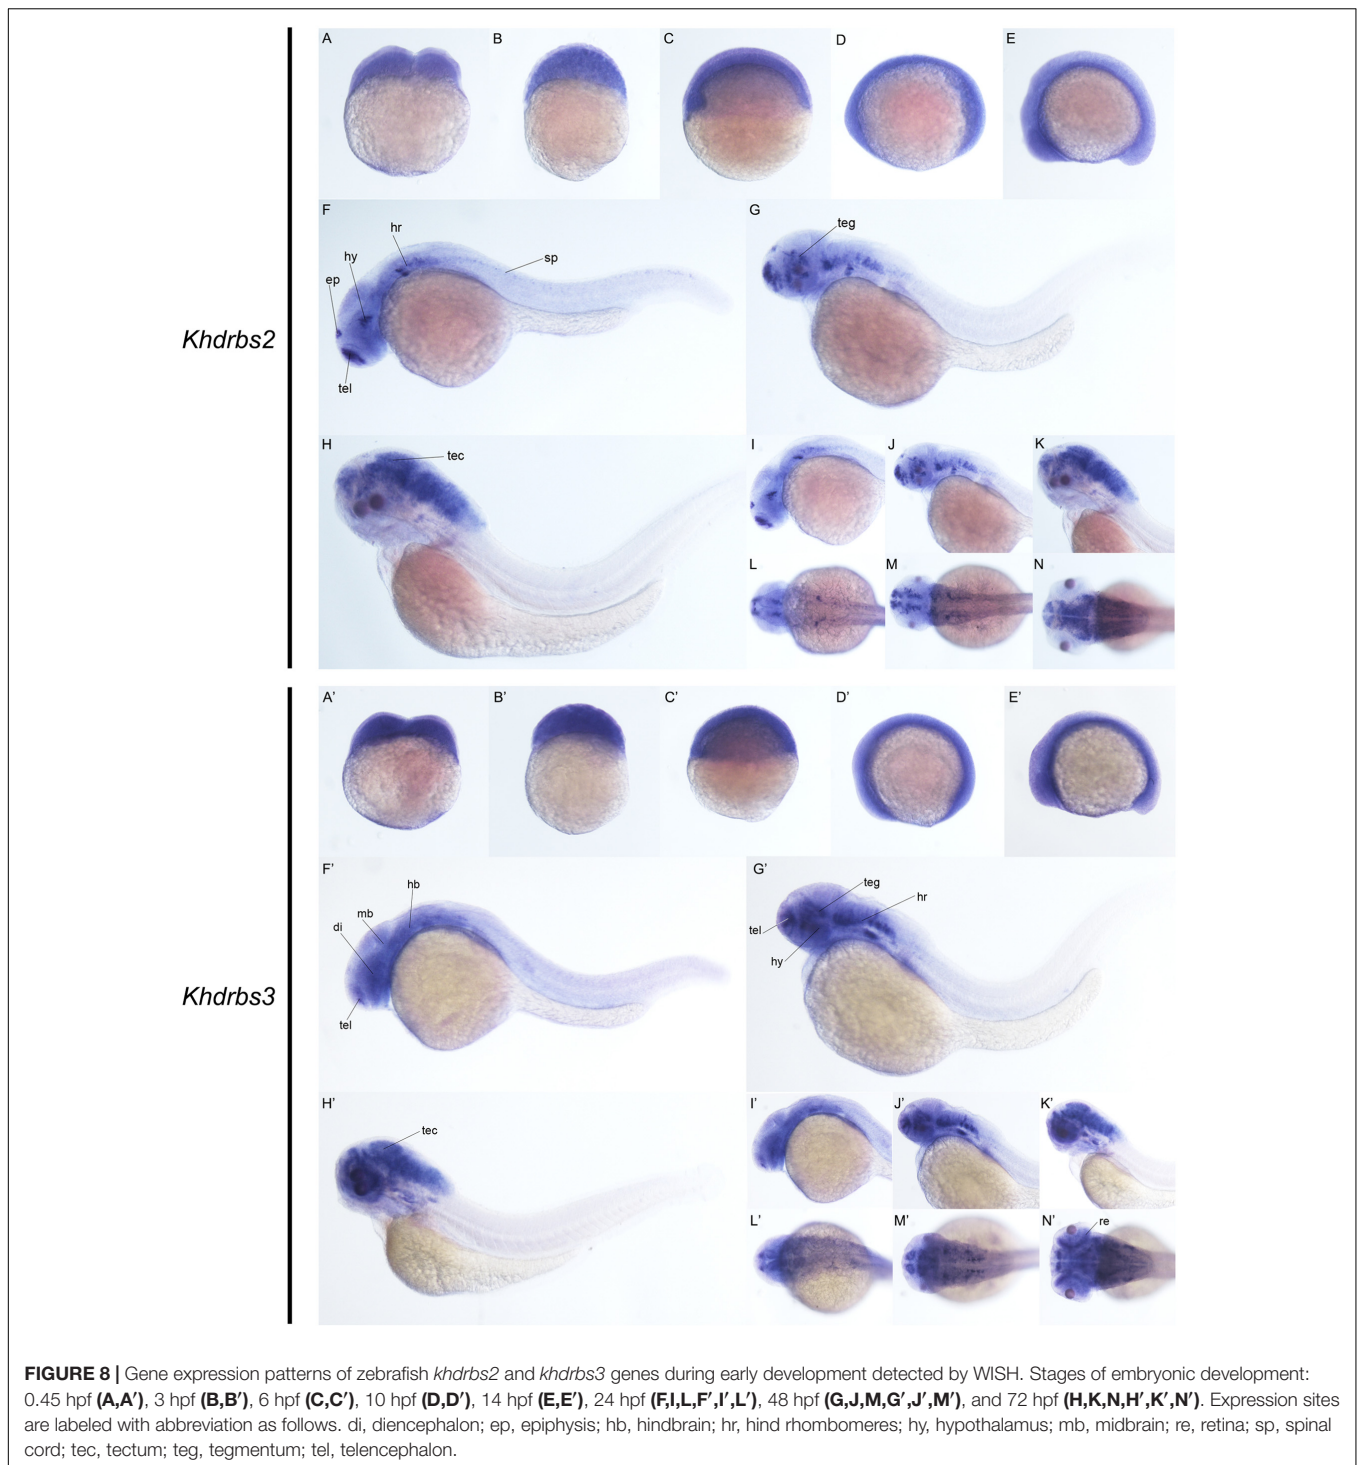 A B C D E
F G
hr
teg
hy
sp
ep
tel
Khdrbs2
H I J K
tec
L M N
A′ B′ C′ D′ E′
F′ G′
hb
teg
mb
hr
di
tel
hy
tel
Khdrbs3
H′ I′ J′ K′
tec
L′ M′ N′
re
FIGURE 8 | Gene expression patterns of zebrafish khdrbs2 and khdrbs3 genes during early development detected by WISH. Stages of embryonic development:
0.45 hpf (A,A′), 3 hpf (B,B′), 6 hpf (C,C′), 10 hpf (D,D′), 14 hpf (E,E′), 24 hpf (F,I,L,F′,I′,L′), 48 hpf (G,J,M,G′,J′,M′), and 72 hpf (H,K,N,H′,K′,N′). Expression sites
are labeled with abbreviation as follows. di, diencephalon; ep, epiphysis; hb, hindbrain; hr, hind rhombomeres; hy, hypothalamus; mb, midbrain; re, retina; sp, spinal
cord; tec, tectum; teg, tegmentum; tel, telencephalon.